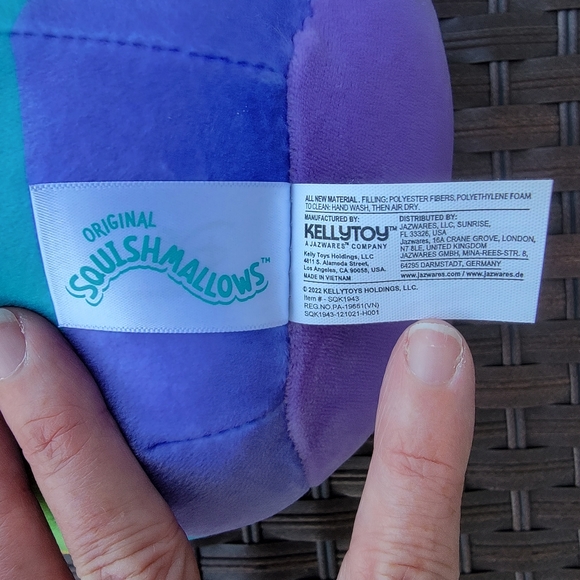 ORIGINAL
SQUISHMALLOWS™
ALL NEW MATERIAL. FILLING: POLYESTER FIBERS, POLYETHYLENE FOAM
TO CLEAN: HAND WASH, THEN AIR DRY.
MANUFACTURED BY:
KELLYTOY™
A JAZWARES™ COMPANY
Kelly Toys Holdings, LLC
4811 S. Alameda Street,
Los Angeles, CA 90058, USA.
MADE IN VIETNAM
DISTRIBUTED BY:
JAZWARES, LLC, SUNRISE,
FL 33326, USA
Jazwares, 16A CRANE GROVE, LONDON,
N7 8LE, UNITED KINGDOM
JAZWARES GMBH, MINA-REES-STR. 8,
64295 DARMSTADT, GERMANY
www.jazwares.com / www.jazwares.de
© 2022 KELLYTOYS HOLDINGS, LLC.
Item # - SQK1943
REG.NO.PA-19661(VN)
SQK1943-121021-H001